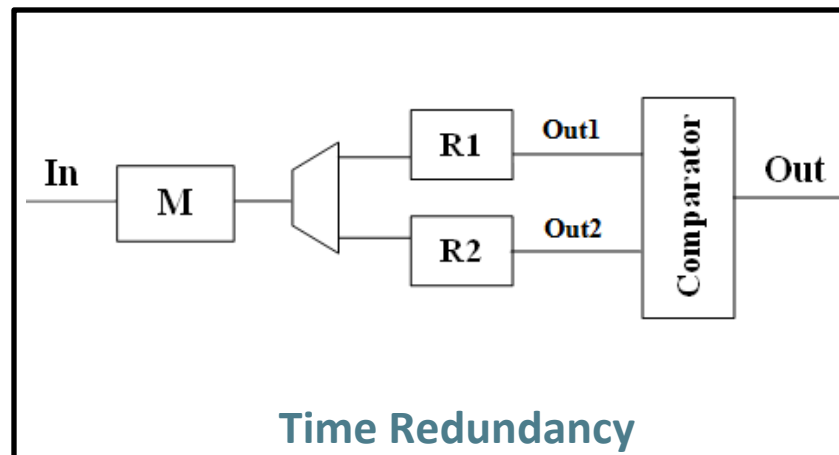 In
M
R1
R2
Out1
Out2
Comparator
Out
Time Redundancy